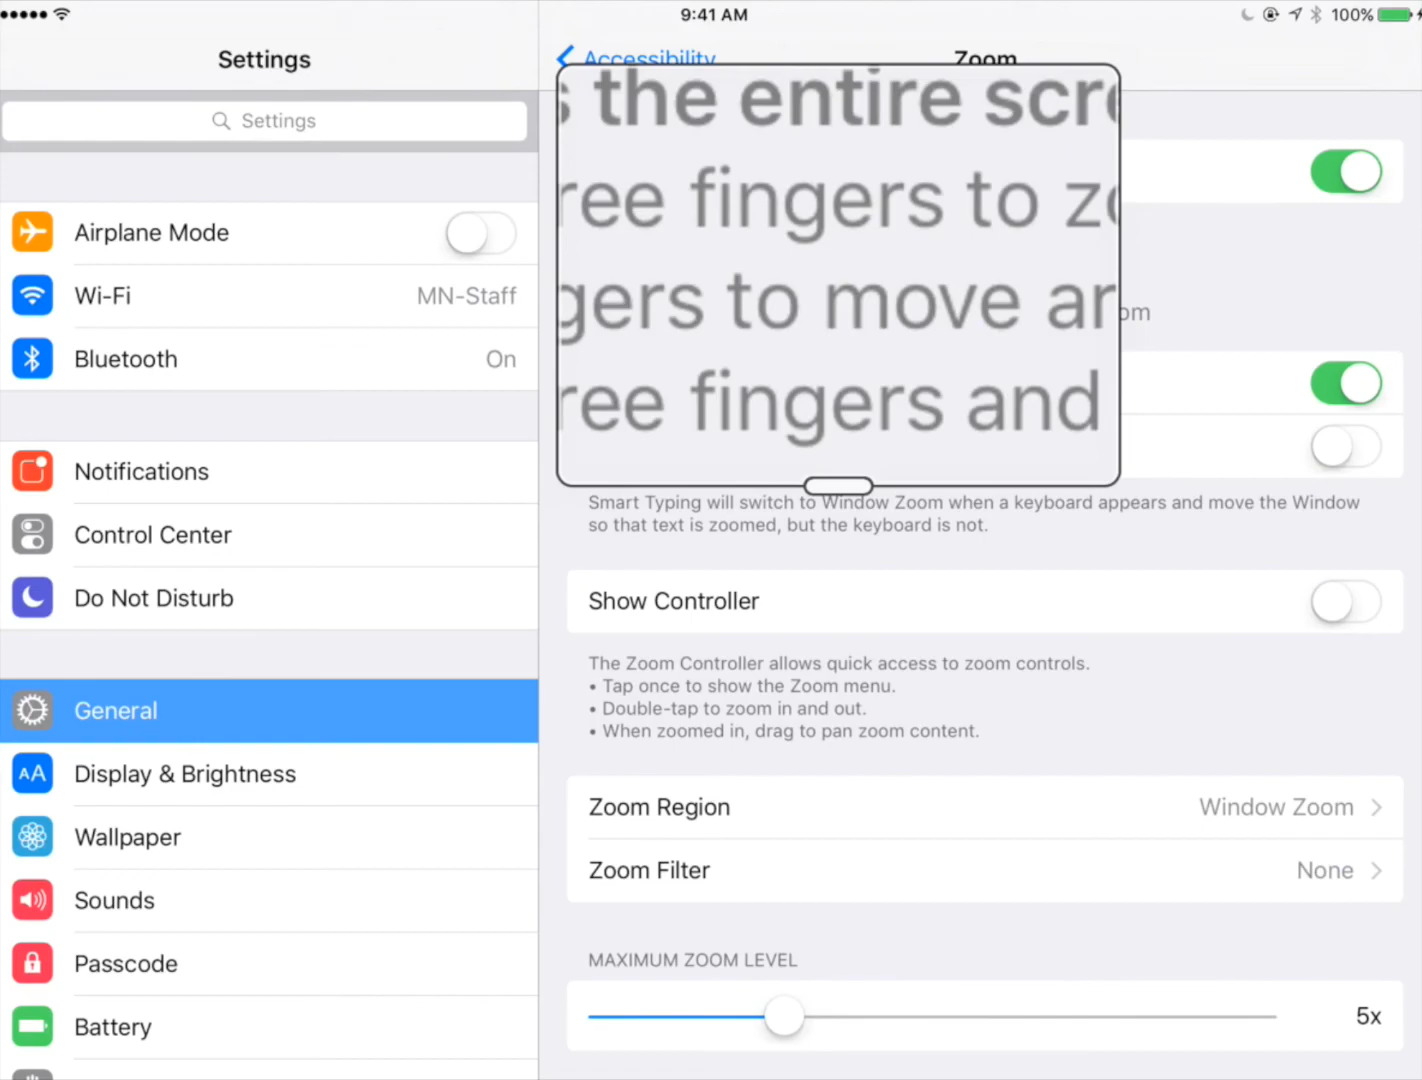 9:41 AM
100%
Settings
Accessibility
Zoom
Settings
Airplane Mode
Wi-Fi
MN-Staff
Bluetooth
On
Notifications
Control Center
Do Not Disturb
General
Display & Brightness
Wallpaper
Sounds
Passcode
Battery
the entire scre
ree fingers to zo
gers to move ar
ree fingers and
om
Smart Typing will switch to Window Zoom when a keyboard appears and move the Window
so that text is zoomed, but the keyboard is not.
Show Controller
The Zoom Controller allows quick access to zoom controls.
• Tap once to show the Zoom menu.
• Double-tap to zoom in and out.
• When zoomed in, drag to pan zoom content.
Zoom Region
Window Zoom
Zoom Filter
None
MAXIMUM ZOOM LEVEL
5x